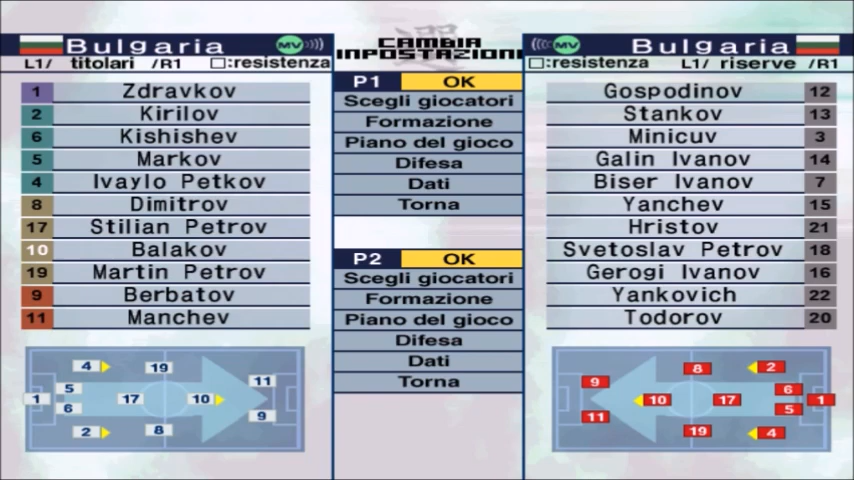 Bulgaria MV
L1/ titolari /R1 □:resistenza
1 Zdravkov
2 Kirilov
6 Kishishev
5 Markov
4 Ivaylo Petkov
8 Dimitrov
17 Stilian Petrov
10 Balakov
19 Martin Petrov
9 Berbatov
11 Manchev
4 19
5 11
1 17 10
6 9
2 8
選
CAMBIA
INPOSTAZIONI
P1 OK
Scegli giocatori
Formazione
Piano del gioco
Difesa
Dati
Torna
P2 OK
Scegli giocatori
Formazione
Piano del gioco
Difesa
Dati
Torna
MV Bulgaria
□:resistenza L1/ riserve /R1
Gospodinov 12
Stankov 13
Minicuv 3
Galin Ivanov 14
Biser Ivanov 7
Yanchev 15
Hristov 21
Svetoslav Petrov 18
Gerogi Ivanov 16
Yankovich 22
Todorov 20
8 2
9 6
10 17 1
11 5
19 4